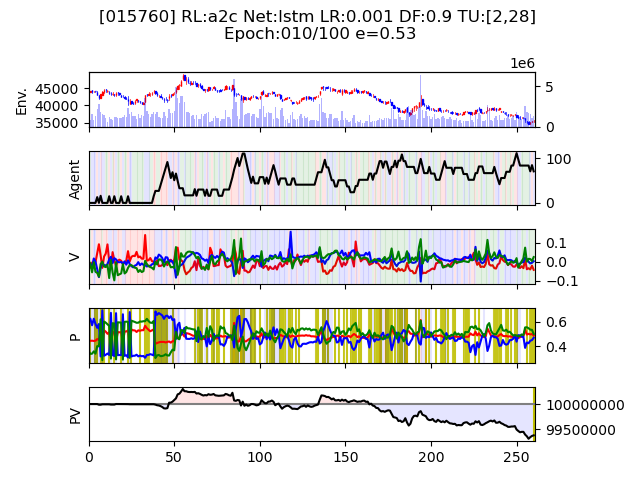 [015760] RL:a2c Net:lstm LR:0.001 DF:0.9 TU:[2,28]
Epoch:010/100 e=0.53
1e6
Env.
45000
40000
35000
5
0
Agent
100
0
V
0.1
0.0
−0.1
P
0.6
0.4
PV
100000000
99500000
0
50
100
150
200
250